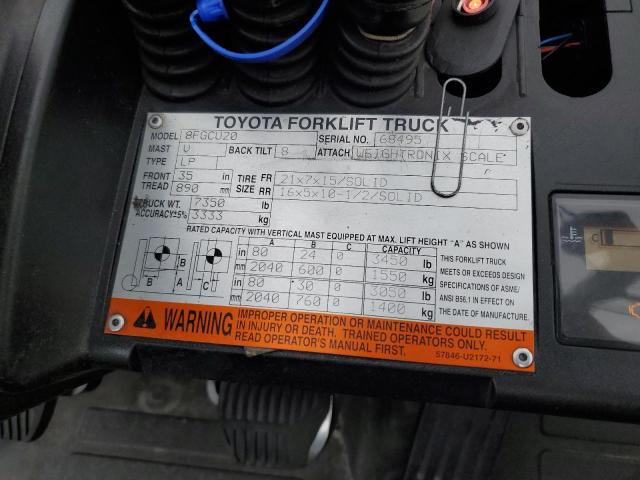 TOYOTA FORKLIFT TRUCK
MODEL 8FGCU20 SERIAL NO. 68495
MAST V BACK TILT 8 ATTACH WEIGHTRONIX SCALE
TYPE LP
FRONT 35 in TIRE FR 21x7x15/SOLID
TREAD 890 mm SIZE RR 16x5x10-1/2/SOLID
TRUCK WT. 7350 lb
ACCURACY±5% 3333 kg
RATED CAPACITY WITH VERTICAL MAST EQUIPPED AT MAX. LIFT HEIGHT "A" AS SHOWN
A B C CAPACITY
in 80 24 0 3450 lb THIS FORKLIFT TRUCK
mm 2040 600 0 1550 kg MEETS OR EXCEEDS DESIGN
in 80 30 0 3050 lb SPECIFICATIONS OF ASME/
mm 2040 760 0 1400 kg ANSI B56.1 IN EFFECT ON
THE DATE OF MANUFACTURE.
B
B A C
WARNING
IMPROPER OPERATION OR MAINTENANCE COULD RESULT
IN INJURY OR DEATH. TRAINED OPERATORS ONLY.
READ OPERATOR'S MANUAL FIRST.
57846-U2172-71